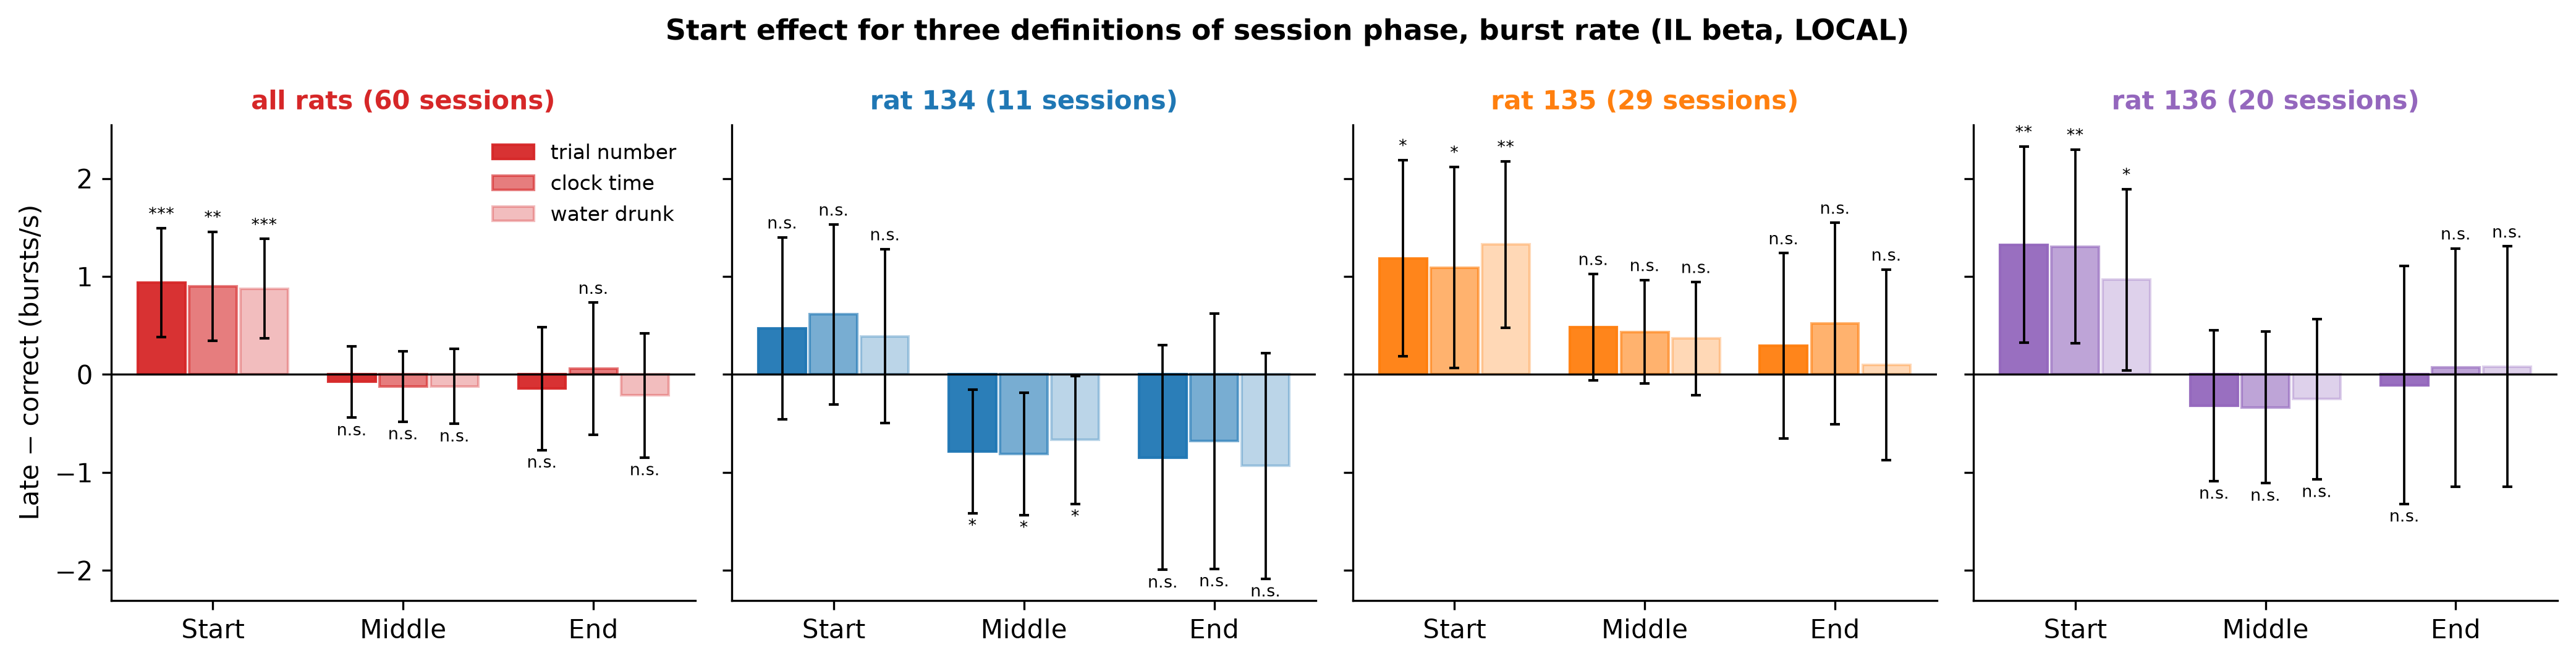 Start effect for three definitions of session phase, burst rate (IL beta, LOCAL)
all rats (60 sessions)
rat 134 (11 sessions)
rat 135 (29 sessions)
rat 136 (20 sessions)
Late − correct (bursts/s)
2
1
0
−1
−2
trial number
clock time
water drunk
*** ** ***
n.s. n.s. n.s.
n.s. n.s. n.s.
Start Middle End
n.s. n.s. n.s.
* * *
n.s. n.s. n.s.
Start Middle End
* * **
n.s. n.s. n.s.
n.s. n.s. n.s.
Start Middle End
** ** *
n.s. n.s. n.s.
n.s. n.s. n.s.
Start Middle End